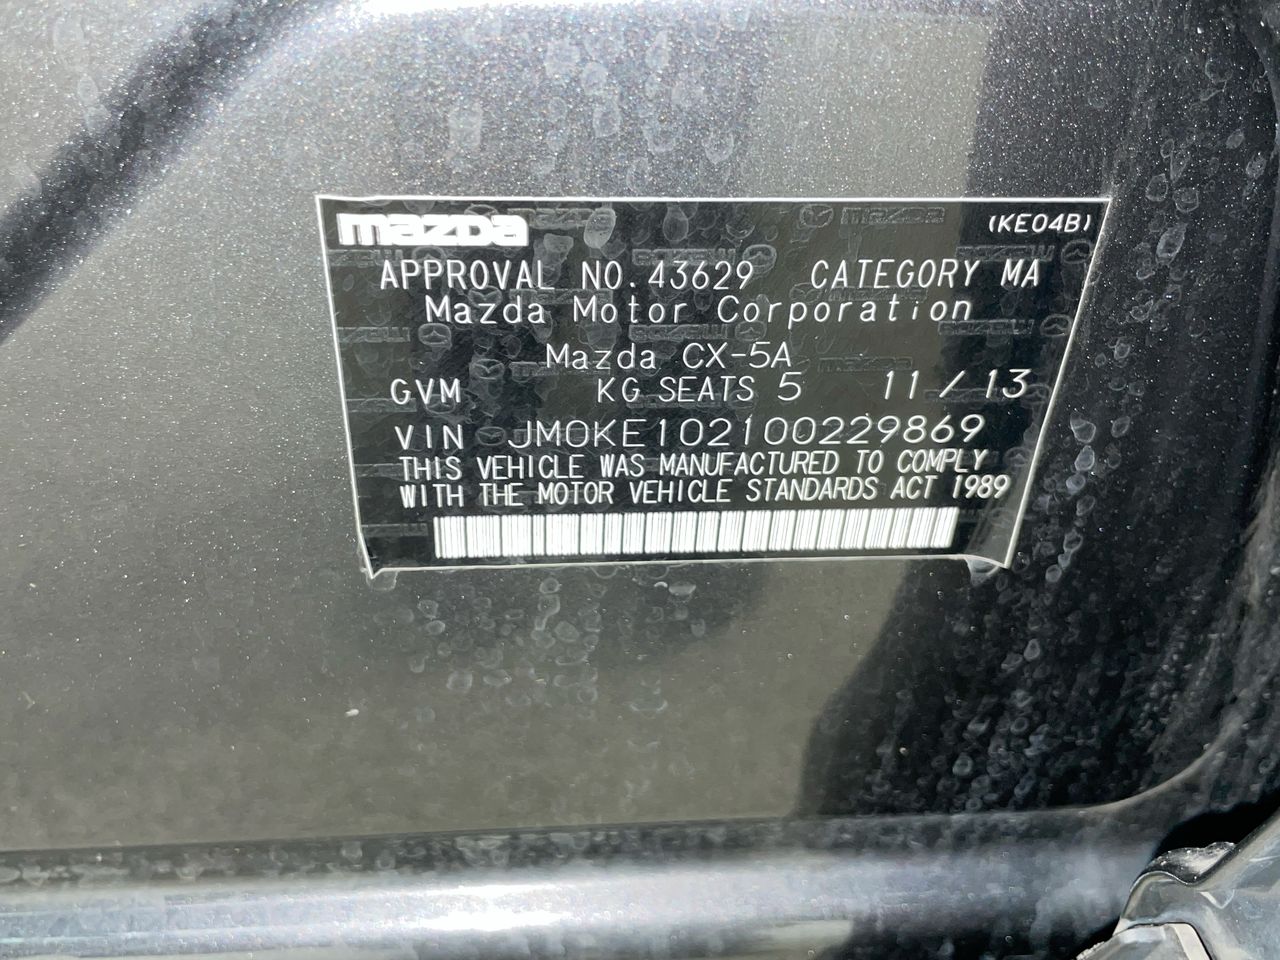 mazda (KE04B)
APPROVAL NO.43629 CATEGORY MA
Mazda Motor Corporation
Mazda CX-5A
GVM KG SEATS 5 11/13
VIN JM0KE102100229869
THIS VEHICLE WAS MANUFACTURED TO COMPLY
WITH THE MOTOR VEHICLE STANDARDS ACT 1989